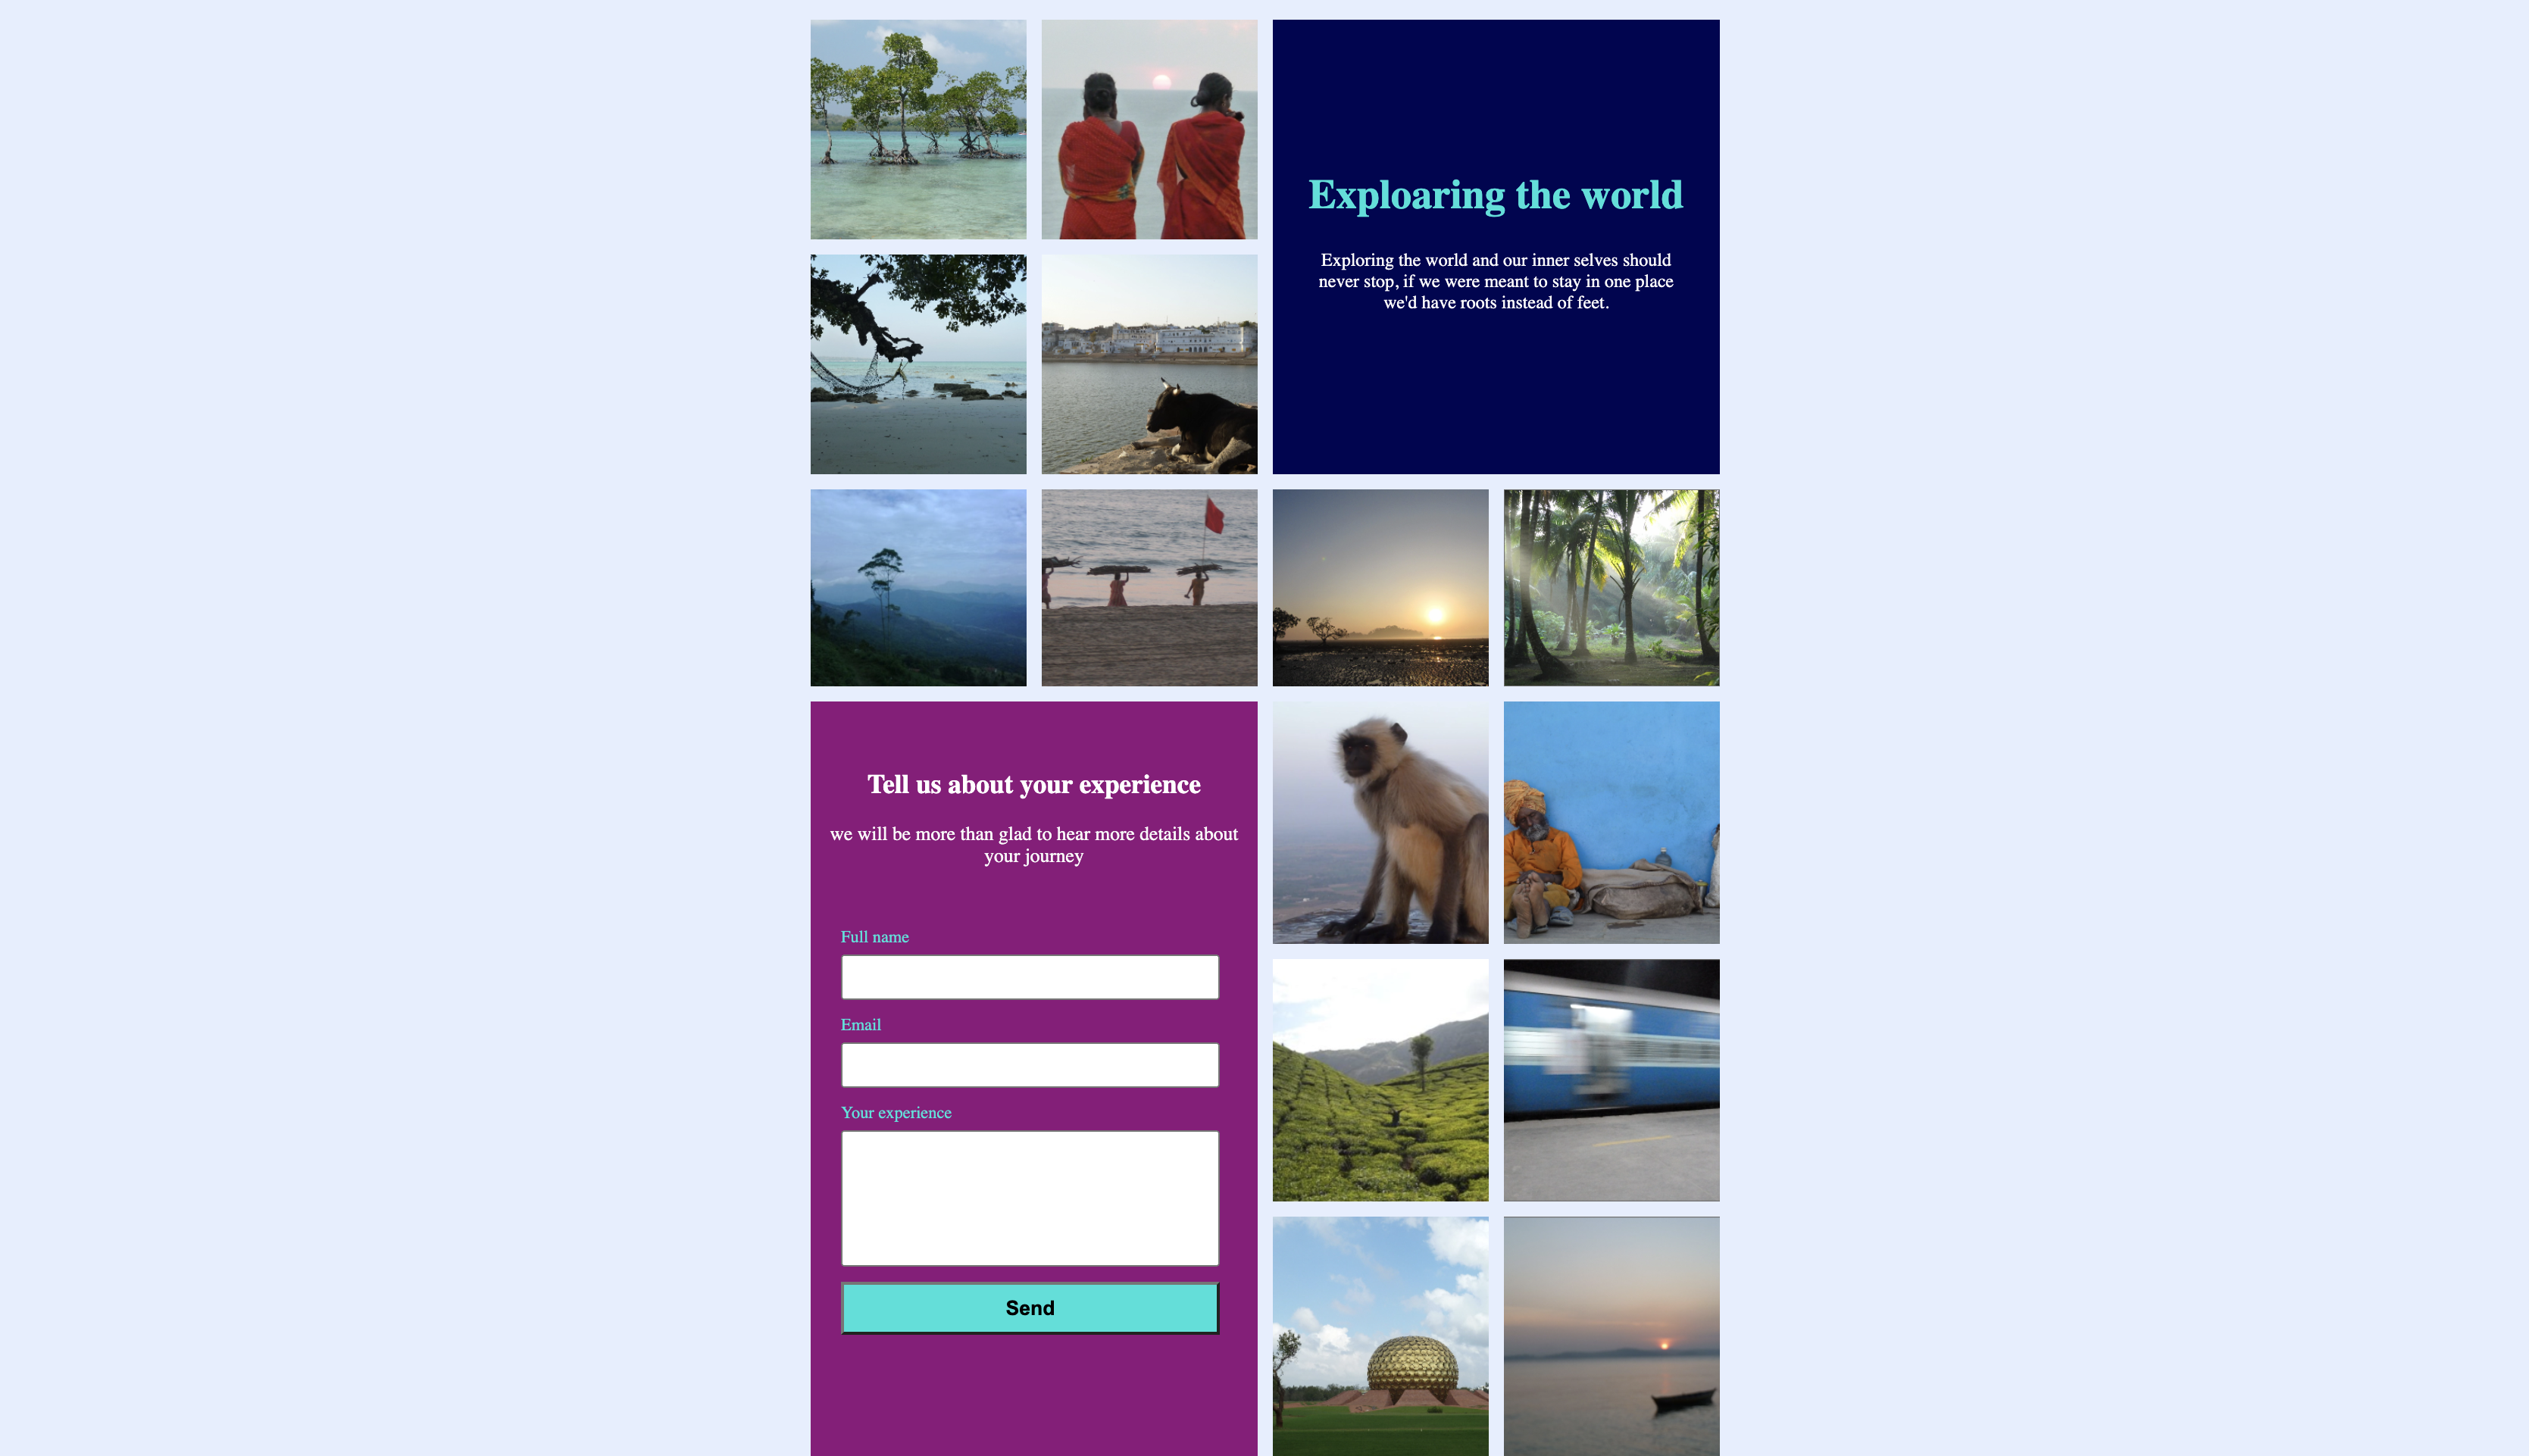 Exploaring the world
Exploring the world and our inner selves should
never stop, if we were meant to stay in one place
we'd have roots instead of feet.
Tell us about your experience
we will be more than glad to hear more details about
your journey
Full name
Email
Your experience
Send